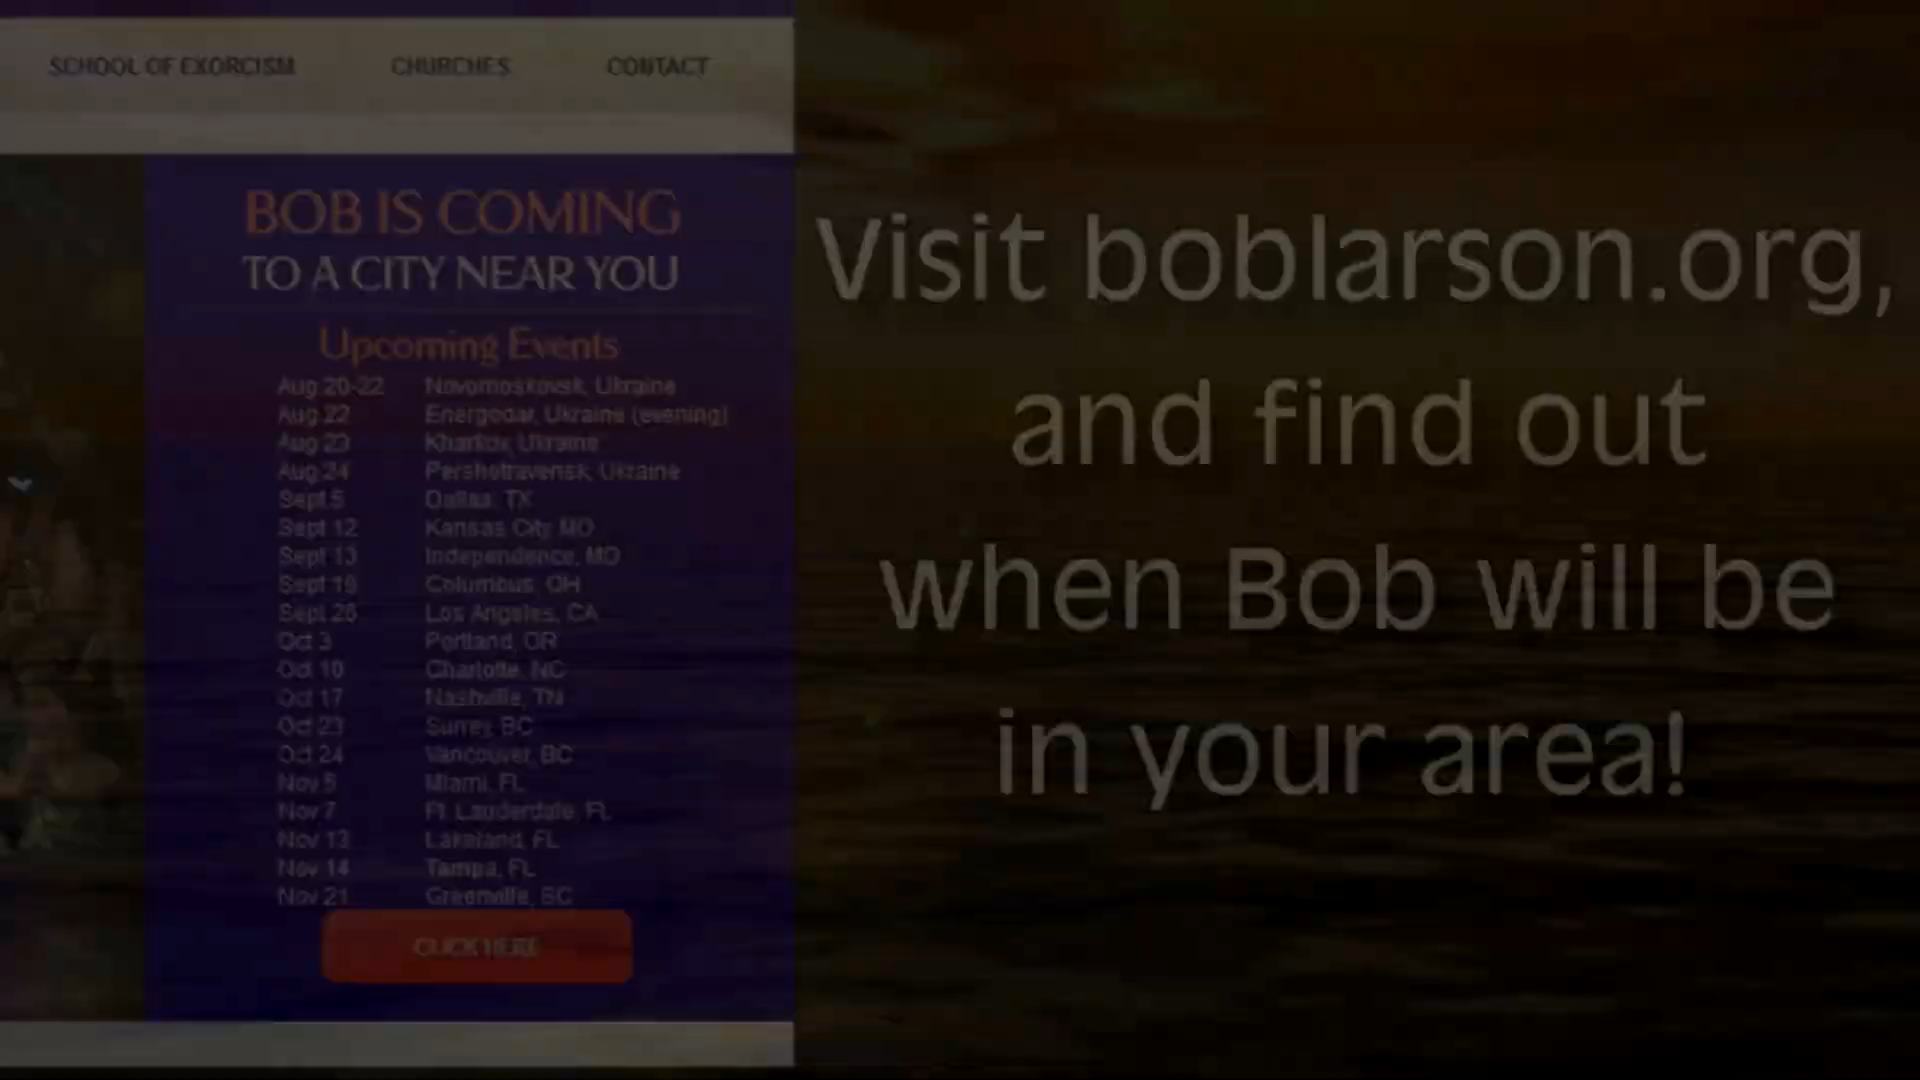 SCHOOL OF EXORCISM CHURCHES CONTACT
BOB IS COMING
TO A CITY NEAR YOU
Upcoming Events
Aug 20-22 Novomoskovsk, Ukraine
Aug 22 Energodar, Ukraine (evening)
Aug 23 Kharkov, Ukraine
Aug 24 Pershotravensk, Ukraine
Sept 5 Dallas, TX
Sept 12 Kansas City, MO
Sept 13 Independence, MO
Sept 19 Columbus, OH
Sept 26 Los Angeles, CA
Oct 3 Portland, OR
Oct 10 Charlotte, NC
Oct 17 Nashville, TN
Oct 23 Surrey, BC
Oct 24 Vancouver, BC
Nov 5 Miami, FL
Nov 7 Ft. Lauderdale, FL
Nov 13 Lakeland, FL
Nov 14 Tampa, FL
Nov 21 Greenville,
CLICK HERE
Visit boblarson.org,
and find out
when Bob will be
in your area!